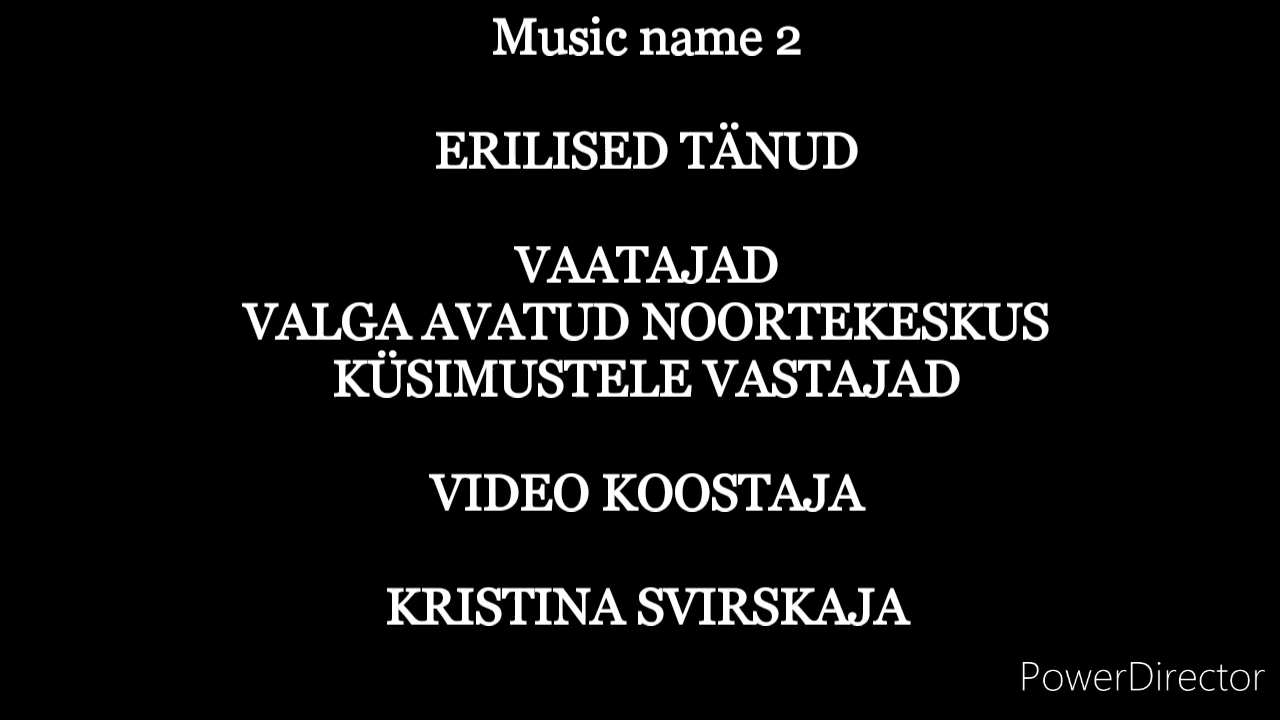 Music name 2
ERILISED TÄNUD
VAATAJAD
VALGA AVATUD NOORTEKESKUS
KÜSIMUSTELE VASTAJAD
VIDEO KOOSTAJA
KRISTINA SVIRSKAJA
PowerDirector